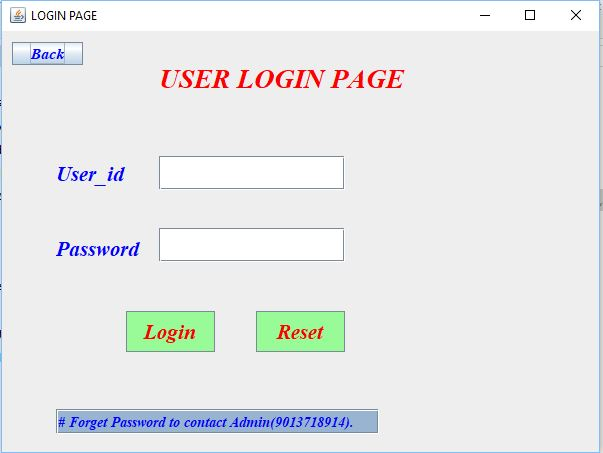 LOGIN PAGE
Back
USER LOGIN PAGE
User_id
Password
Login Reset
# Forget Password to contact Admin(9013718914).